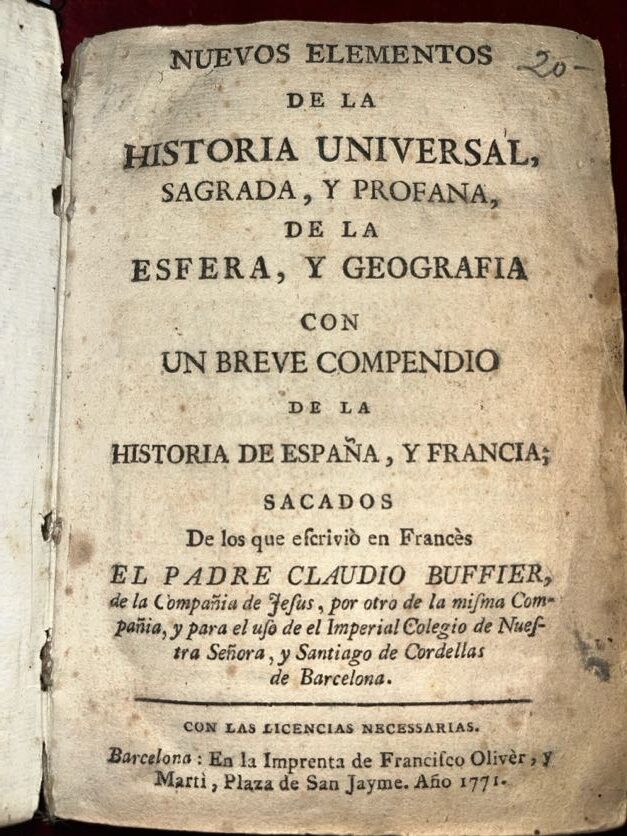 NUEVOS ELEMENTOS
20-
DE LA
HISTORIA UNIVERSAL,
SAGRADA, Y PROFANA,
DE LA
ESFERA, Y GEOGRAFIA
CON
UN BREVE COMPENDIO
DE LA
HISTORIA DE ESPAÑA, Y FRANCIA;
SACADOS
De los que eſcriviò en Francès
EL PADRE CLAUDIO BUFFIER,
de la Compañia de Jeſus, por otro de la miſma Com-
pañia, y para el uſo de el Imperial Colegio de Nueſ-
tra Señora, y Santiago de Cordellas
de Barcelona.
CON LAS LICENCIAS NECESSARIAS.
Barcelona: En la Imprenta de Franciſco Olivèr, y
Martì, Plaza de San Jayme. Año 1771.